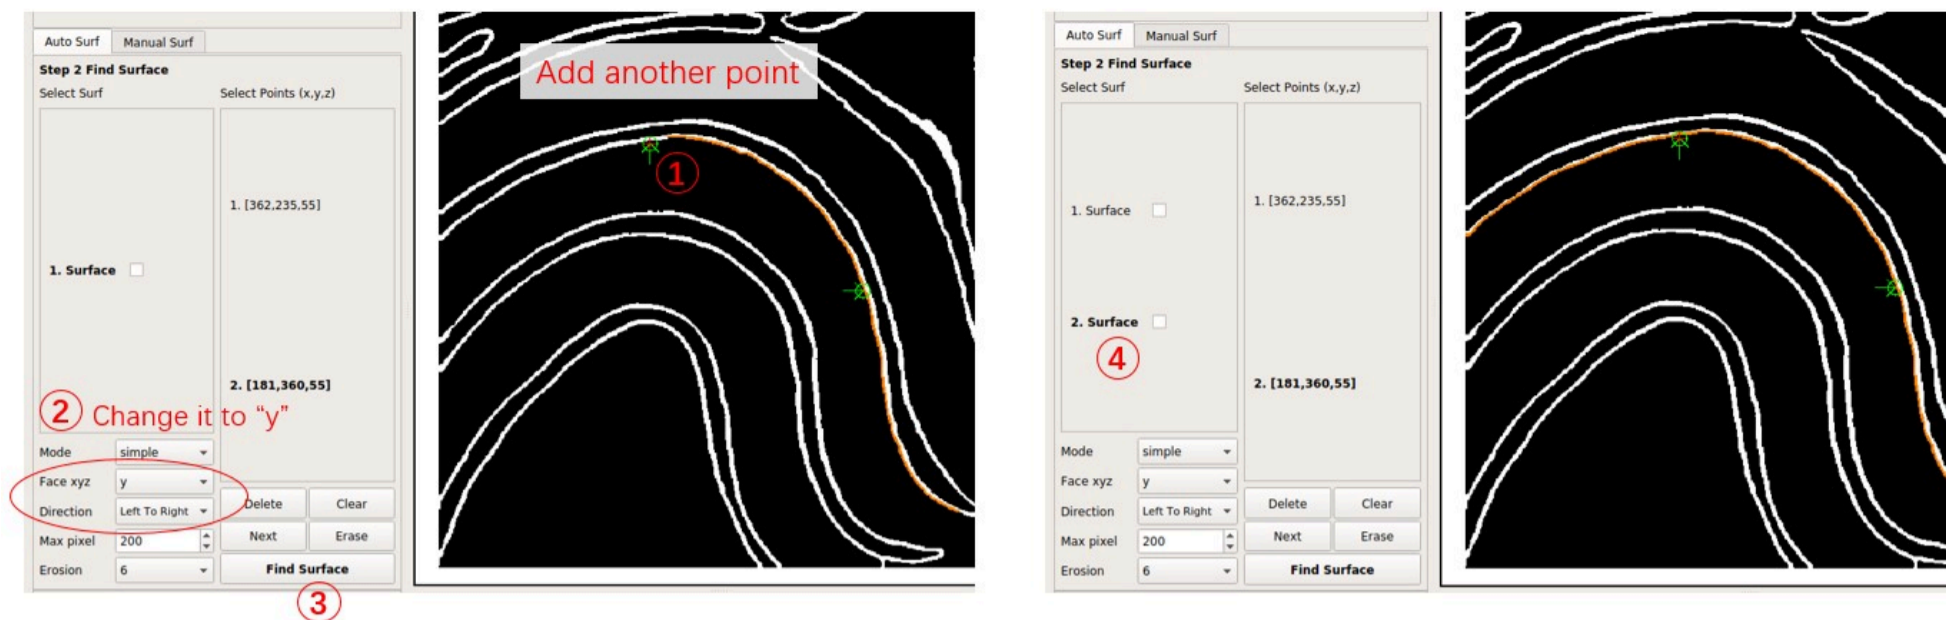 Auto Surf Manual Surf
Step 2 Find Surface
Select Surf Select Points (x,y,z)
1. [362,235,55]
1. Surface
2. [181,360,55]
② Change it to “y”
Mode simple
Face xyz y
Direction Left To Right
Max pixel 200
Erosion 6
Delete Clear
Next Erase
Find Surface
③
Add another point
①
Auto Surf Manual Surf
Step 2 Find Surface
Select Surf Select Points (x,y,z)
1. Surface
1. [362,235,55]
2. Surface
④
2. [181,360,55]
Mode simple
Face xyz y
Direction Left To Right
Max pixel 200
Erosion 6
Delete Clear
Next Erase
Find Surface